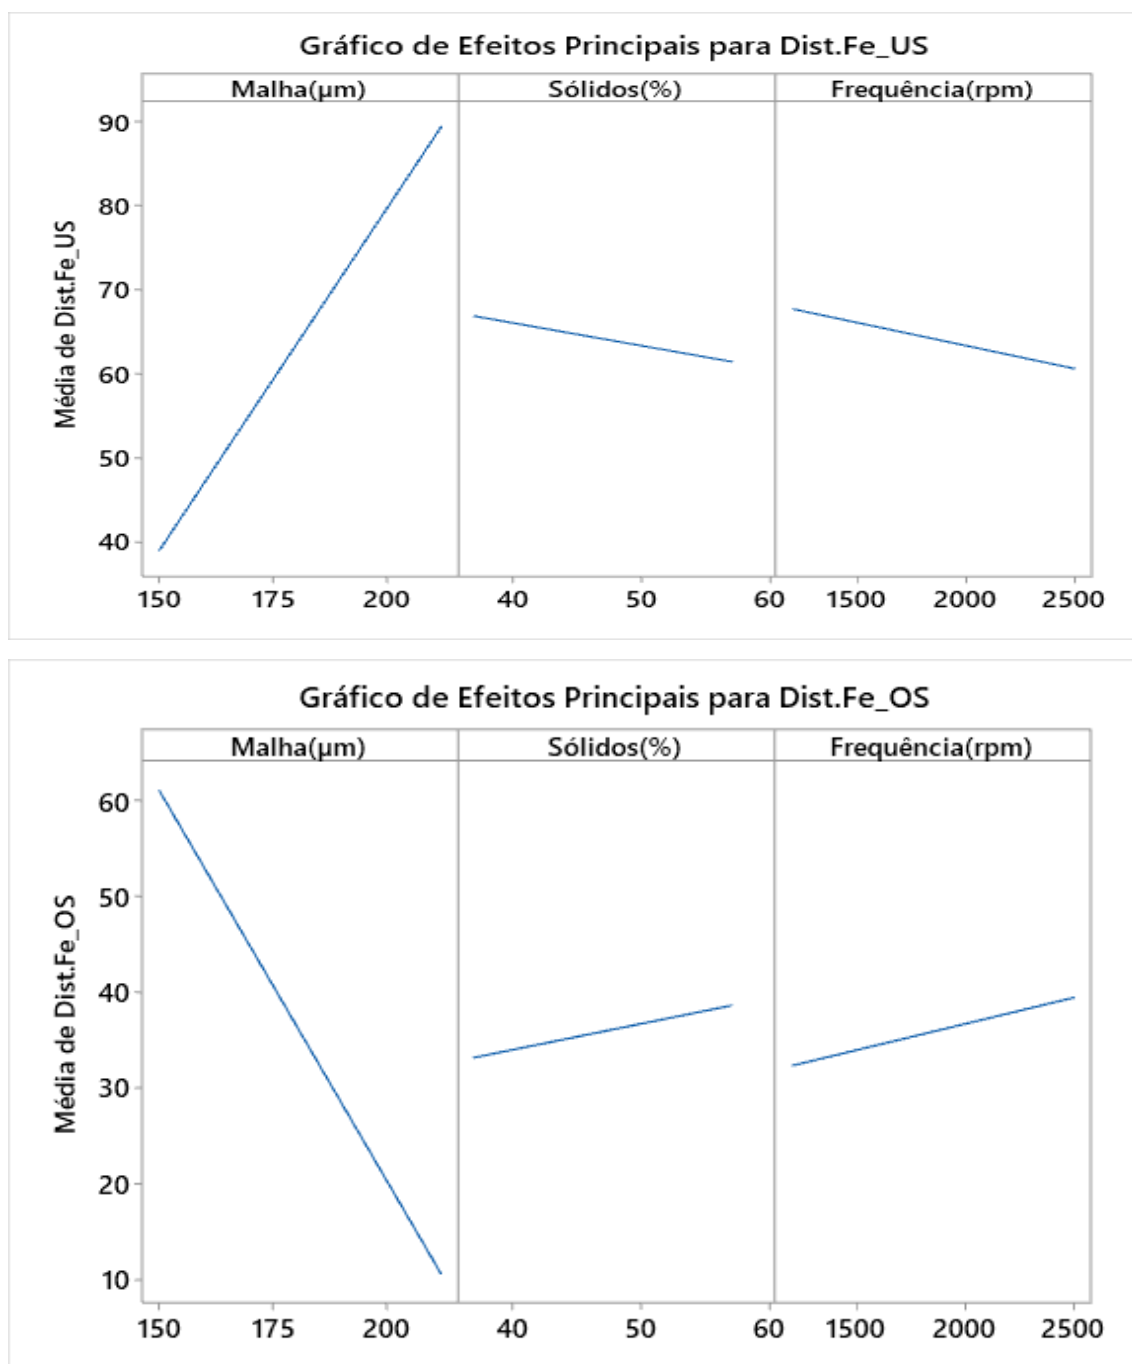 Gráfico de Efeitos Principais para Dist.Fe_US
Malha(µm) Sólidos(%) Frequência(rpm)
Média de Dist.Fe_US
90
80
70
60
50
40
150 175 200 40 50 60 1500 2000 2500
Gráfico de Efeitos Principais para Dist.Fe_OS
Malha(µm) Sólidos(%) Frequência(rpm)
Média de Dist.Fe_OS
60
50
40
30
20
10
150 175 200 40 50 60 1500 2000 2500